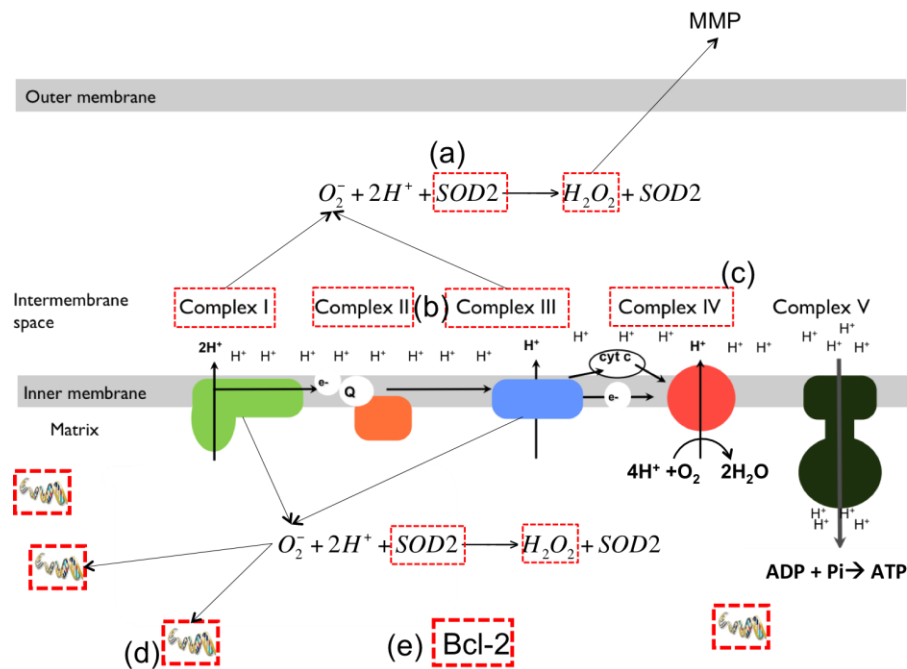 MMP
Outer membrane
(a)
O₂⁻ + 2H⁺ + SOD2 → H₂O₂ + SOD2
(c)
Intermembrane
space
Complex I
Complex II
(b)
Complex III
Complex IV
Complex V
2H⁺ H⁺ H⁺ H⁺ H⁺ H⁺ H⁺ H⁺ H⁺ H⁺ H⁺ H⁺ H⁺ H⁺ H⁺ H⁺ H⁺ H⁺ H⁺ H⁺ H⁺
Inner membrane
e-
Q
cyt c
e-
Matrix
4H⁺ +O₂ 2H₂O
H⁺ H⁺
H⁺ H⁺
O₂⁻ + 2H⁺ + SOD2 → H₂O₂ + SOD2
ADP + Pi→ ATP
(d)
(e) Bcl-2